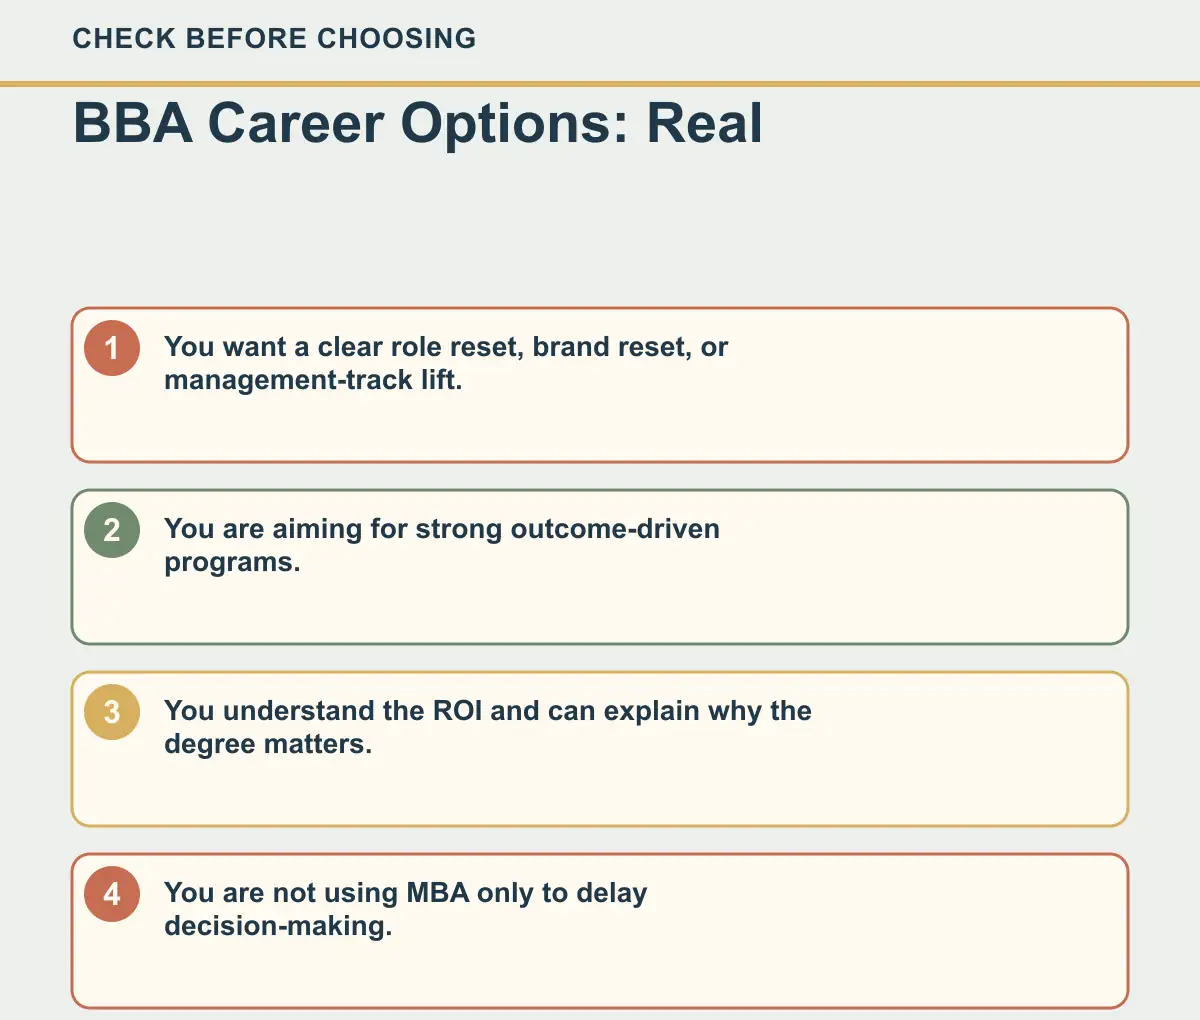 CHECK BEFORE CHOOSING
BBA Career Options: Real
1
You want a clear role reset, brand reset, or
management-track lift.
2
You are aiming for strong outcome-driven
programs.
3
You understand the ROI and can explain why the
degree matters.
4
You are not using MBA only to delay
decision-making.